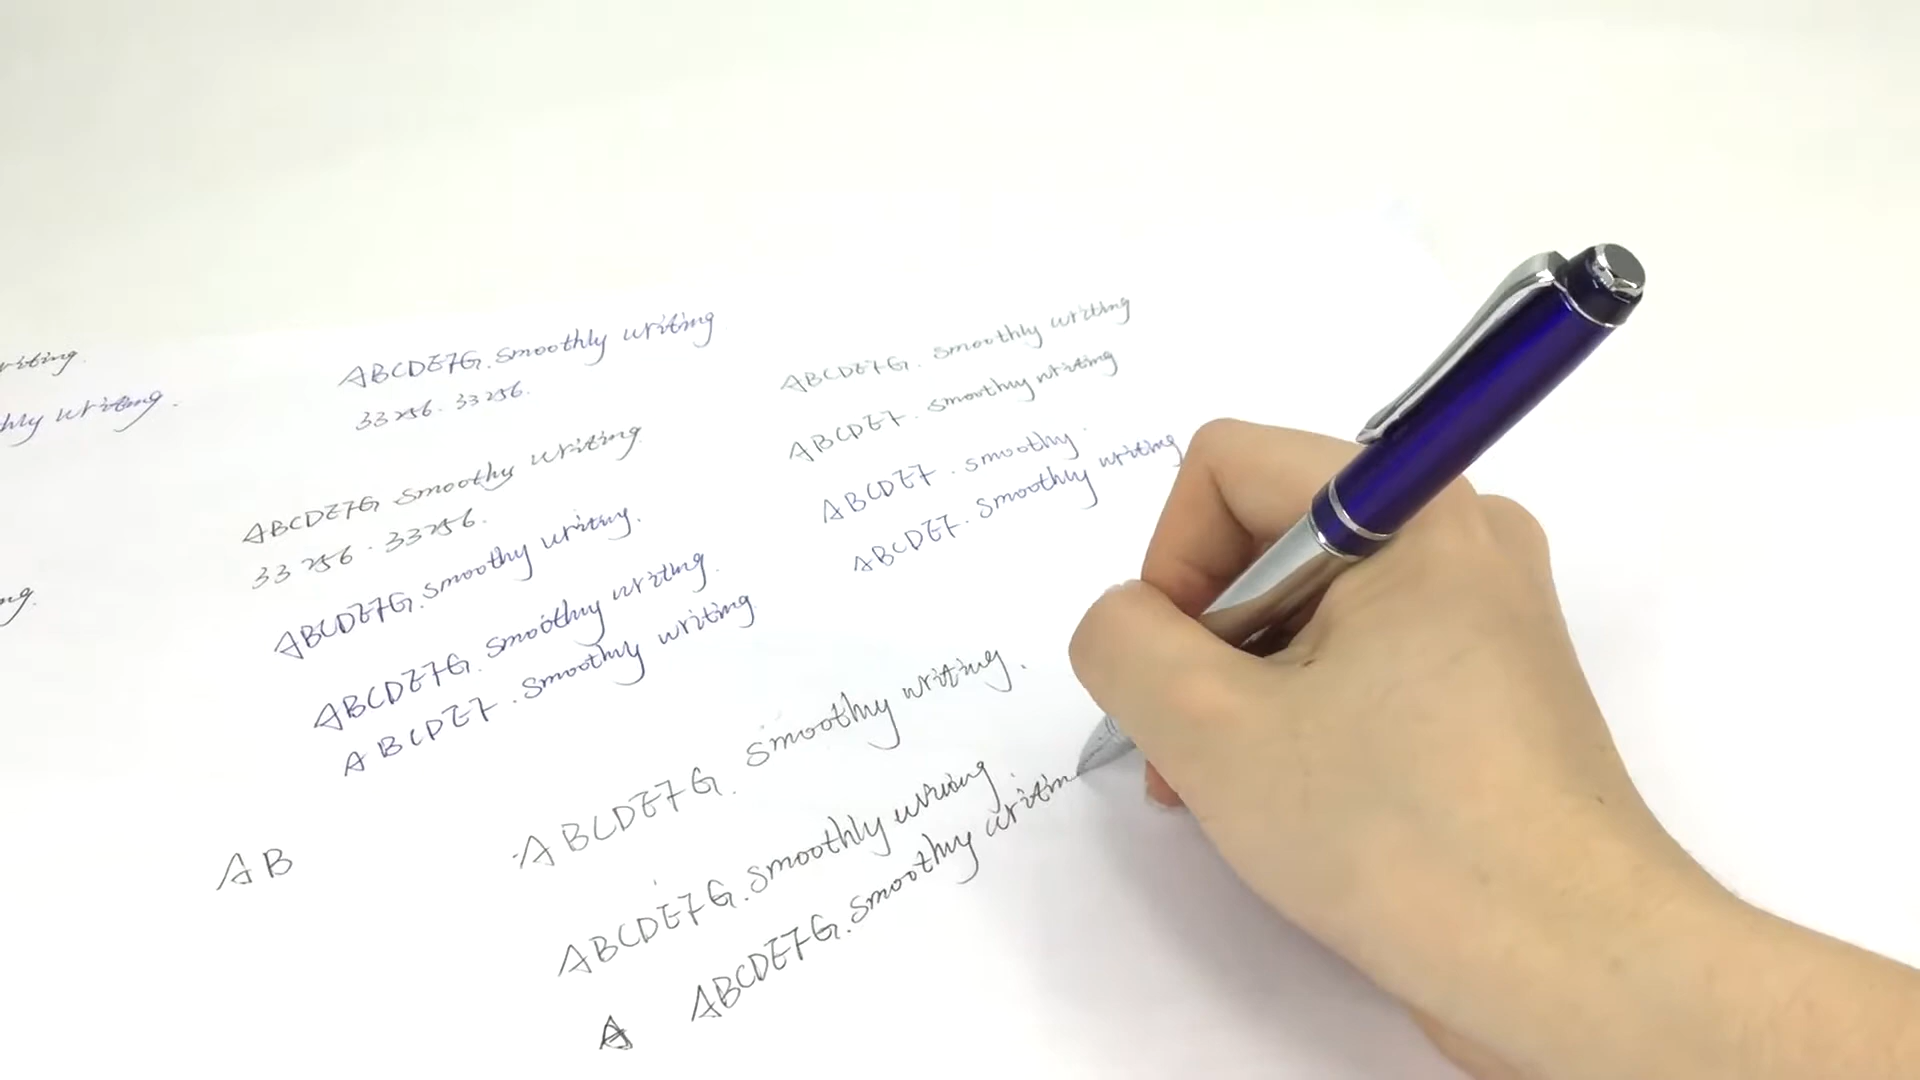 writing.
hly writing.
ng.
ABCDEFG. smoothly writing
33256. 33256.
ABCDEFG smoothy writing
33256. 33256.
ABCDEFG. smoothy writing.
ABCDEFG. smoothy writing.
ABCDEF. smoothy writing
AB
ABCDEFG. smoothly writing
ABCDEF. smoothy writing
ABCDEF. smoothy.
ABCDEF. smoothly writing
ABCDEFG. smoothy writing.
ABCDEFG. smoothly writing.
A ABCDEFG. smoothy writin